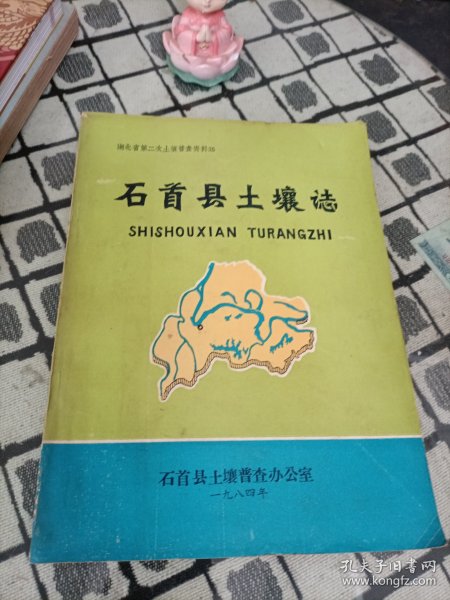 湖北省第二次土壤普查资料35
石首县土壤誌
SHISHOUXIAN TURANGZHI
石首县土壤普查办公室
一九八四年
孔夫子旧书网
www.kongfz.com